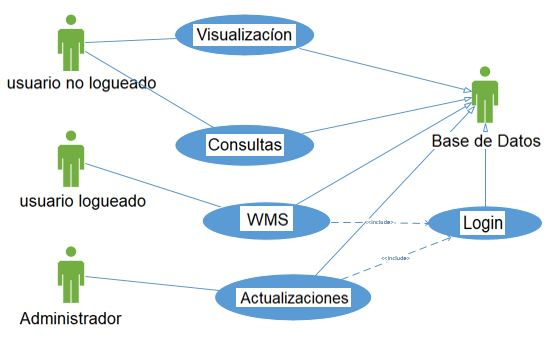 Visualizacíon
usuario no logueado
Consultas
Base de Datos
usuario logueado
WMS
<<include>>
Login
<<include>>
Actualizaciones
Administrador